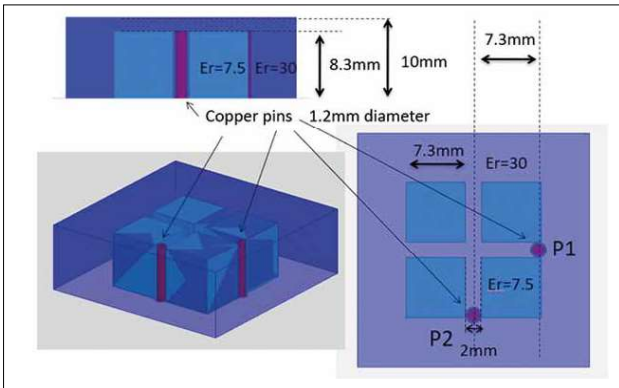 7.3mm
Er=7.5
Er=30
8.3mm
10mm
Copper pins 1.2mm diameter
7.3mm
Er=30
P1
Er=7.5
P2
2mm